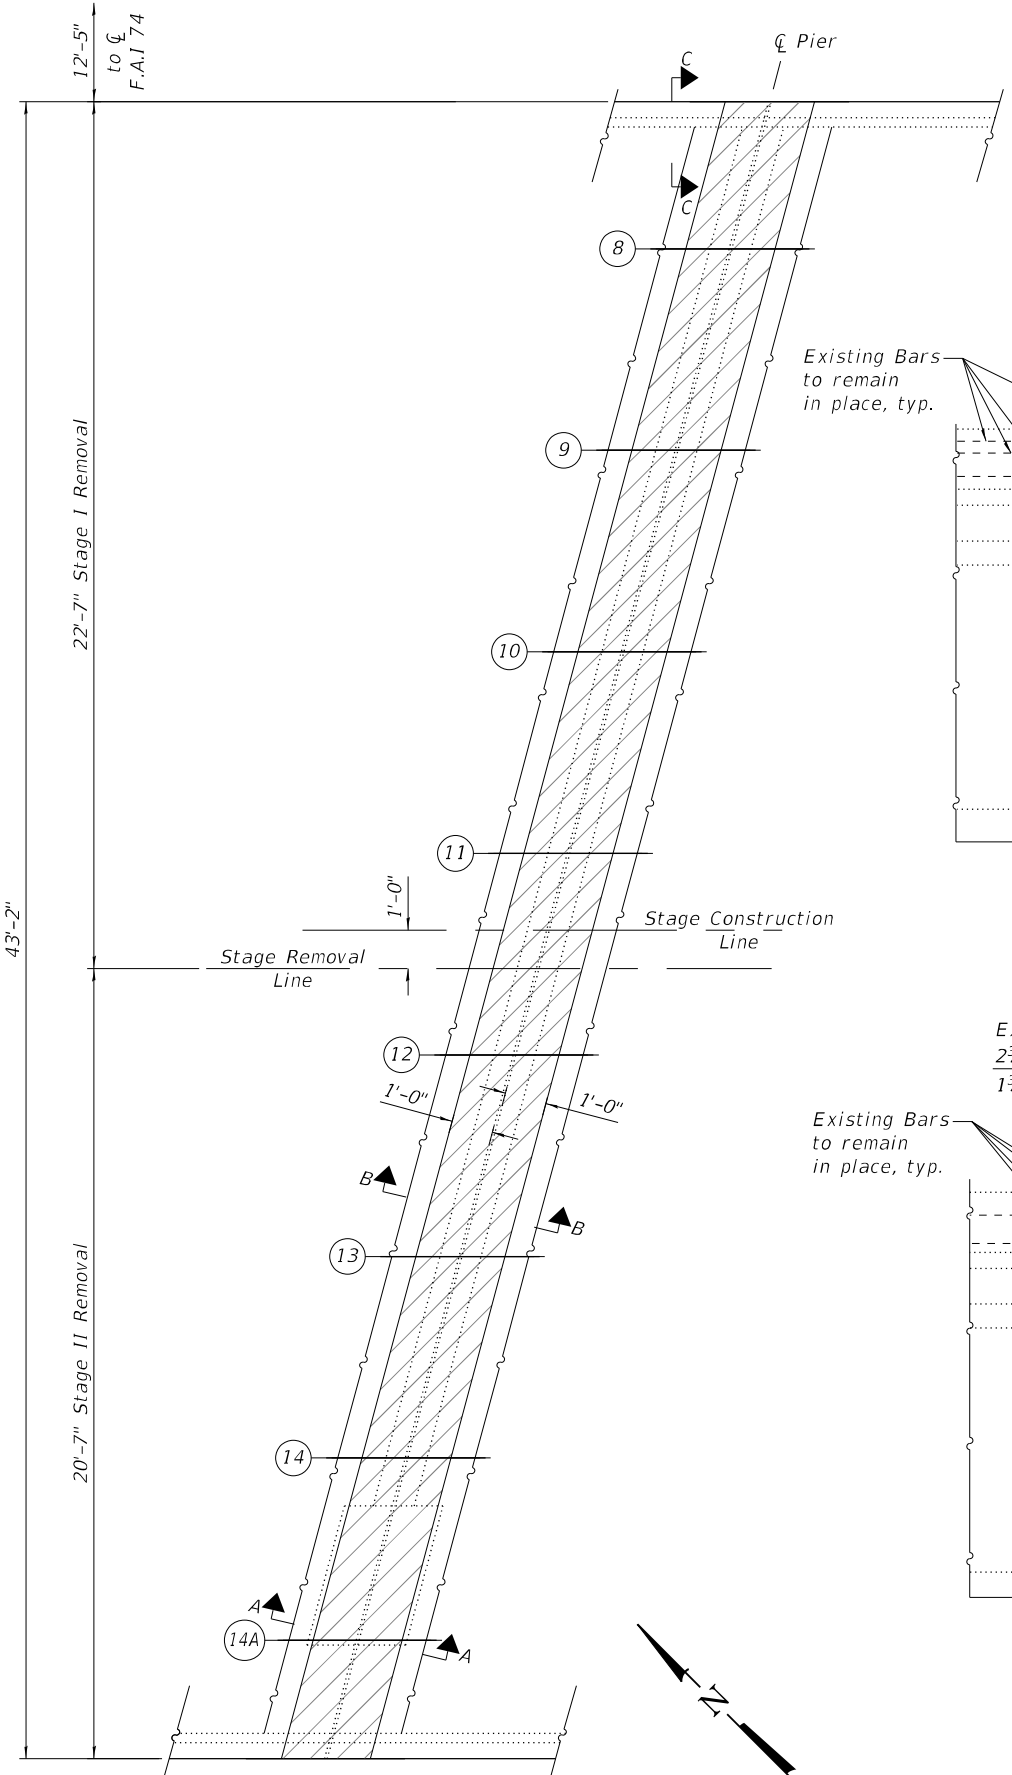 12'-5"
to ℄
F.A.I 74
℄ Pier
C
C
8
Existing Bars
to remain
in place, typ.
9
22'-7" Stage I Removal
10
11
1'-0"
43'-2"
Stage Construction
Line
Stage Removal
Line
12
1'-0"
1'-0"
Existing Bars
to remain
in place, typ.
B
B
13
20'-7" Stage II Removal
14
A
14A
A
N